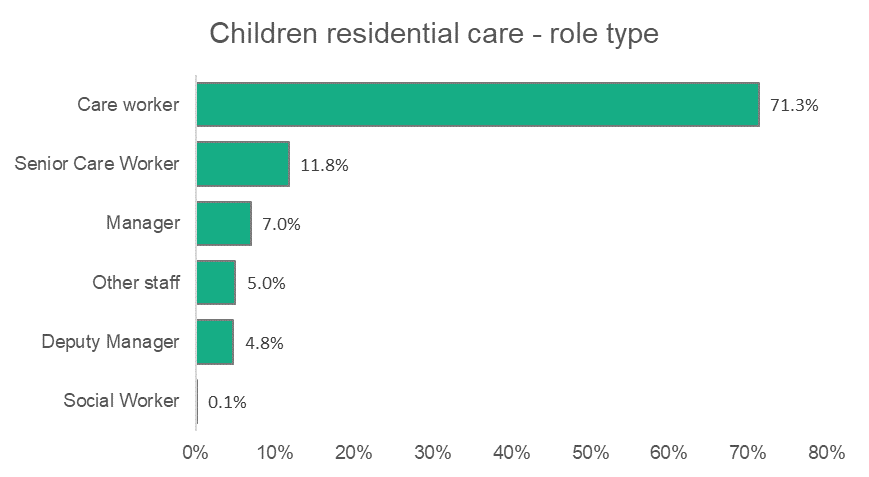 Children residential care - role type
Care worker 71.3%
Senior Care Worker 11.8%
Manager 7.0%
Other staff 5.0%
Deputy Manager 4.8%
Social Worker 0.1%
0% 10% 20% 30% 40% 50% 60% 70% 80%